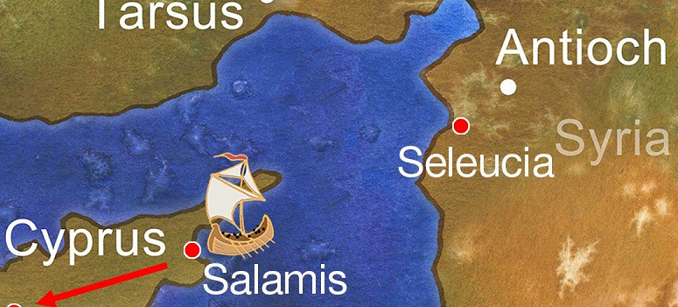 Tarsus
Antioch
Syria
Seleucia
Cyprus
Salamis